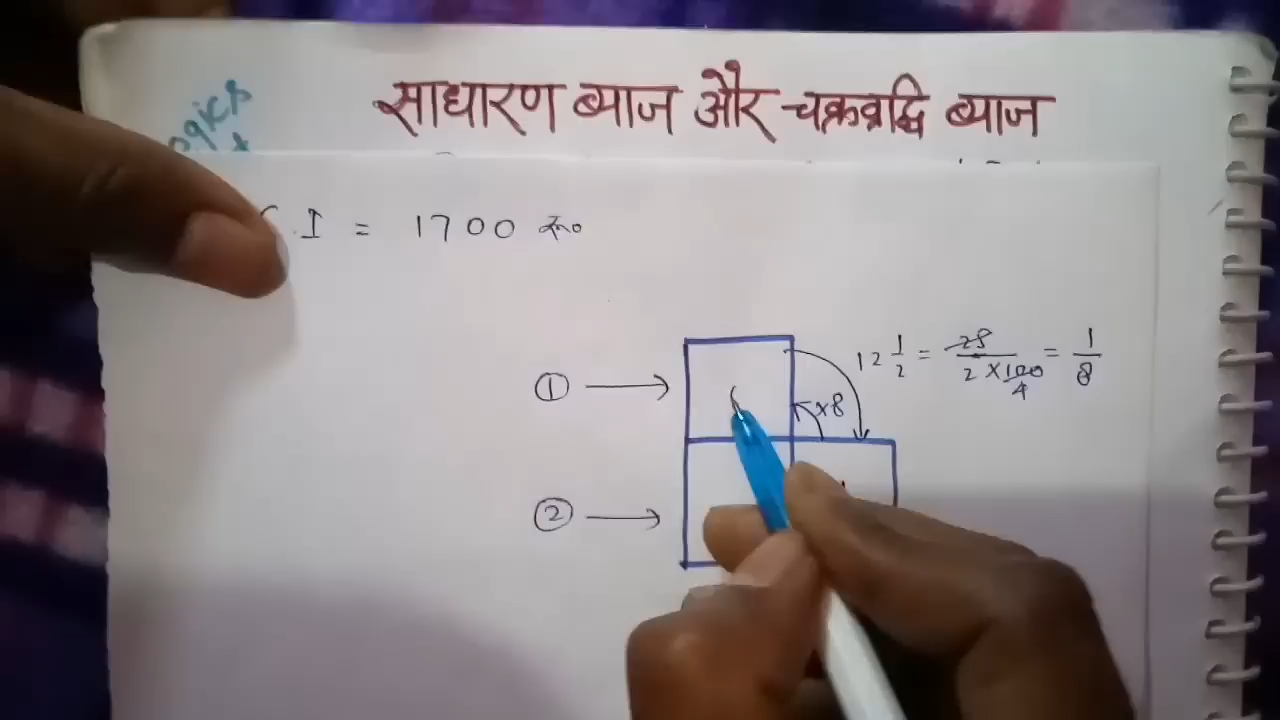 साधारण ब्याज और चक्रवृद्धि ब्याज
.I = 1700 रू०
12 1/2 = 25/2×100 4 = 1/8
① → ×8
② →